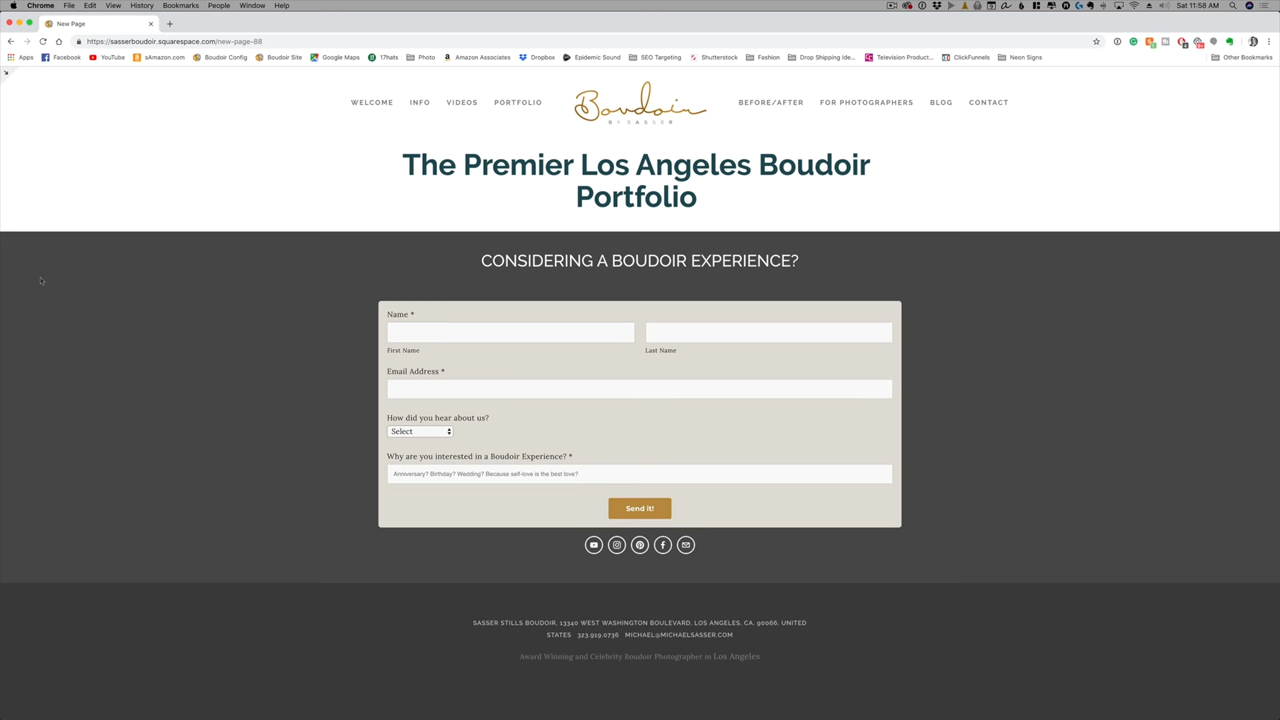 Chrome File Edit View History Bookmarks People Window Help
Sat 11:58 AM
New Page
https://sasserboudoir.squarespace.com/new-page-88
Apps Facebook YouTube sAmazon.com Boudoir Config Boudoir Site Google Maps 17hats Photo Amazon Associates Dropbox Epidemic Sound SEO Targeting Shutterstock Fashion Drop Shipping Ide... Television Product... ClickFunnels Neon Signs Other Bookmarks
WELCOME INFO VIDEOS PORTFOLIO Boudoir BEFORE/AFTER FOR PHOTOGRAPHERS BLOG CONTACT
BY SASSER
The Premier Los Angeles Boudoir
Portfolio
CONSIDERING A BOUDOIR EXPERIENCE?
Name *
First Name Last Name
Email Address *
How did you hear about us?
Select
Why are you interested in a Boudoir Experience? *
Anniversary? Birthday? Wedding? Because self-love is the best love?
Send it!
SASSER STILLS BOUDOIR, 13340 WEST WASHINGTON BOULEVARD, LOS ANGELES, CA, 90066, UNITED
STATES 323.919.0736 MICHAEL@MICHAELSASSER.COM
Award Winning and Celebrity Boudoir Photographer in Los Angeles